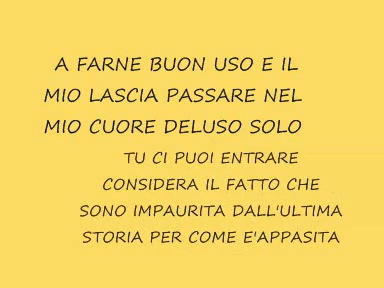 A FARNE BUON USO E IL
MIO LASCIA PASSARE NEL
MIO CUORE DELUSO SOLO
TU CI PUOI ENTRARE
CONSIDERA IL FATTO CHE
SONO IMPAURITA DALL'ULTIMA
STORIA PER COME E'APPASITA